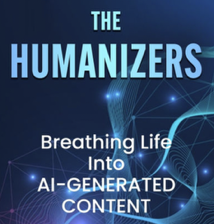 THE
HUMANIZERS
Breathing Life
Into
AI-GENERATED
CONTENT